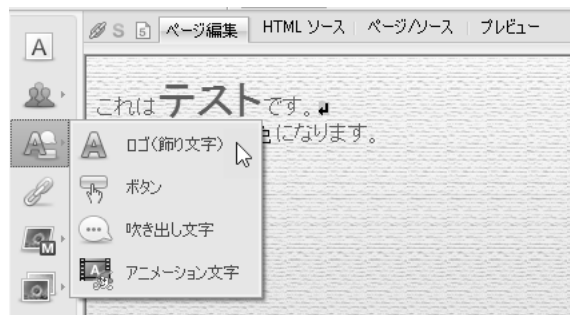 S 5 ページ編集 HTML ソース ページ/ソース プレビュー
A
これはテストです。
になります。
ロゴ(飾り文字)
ボタン
吹き出し文字
アニメーション文字
M